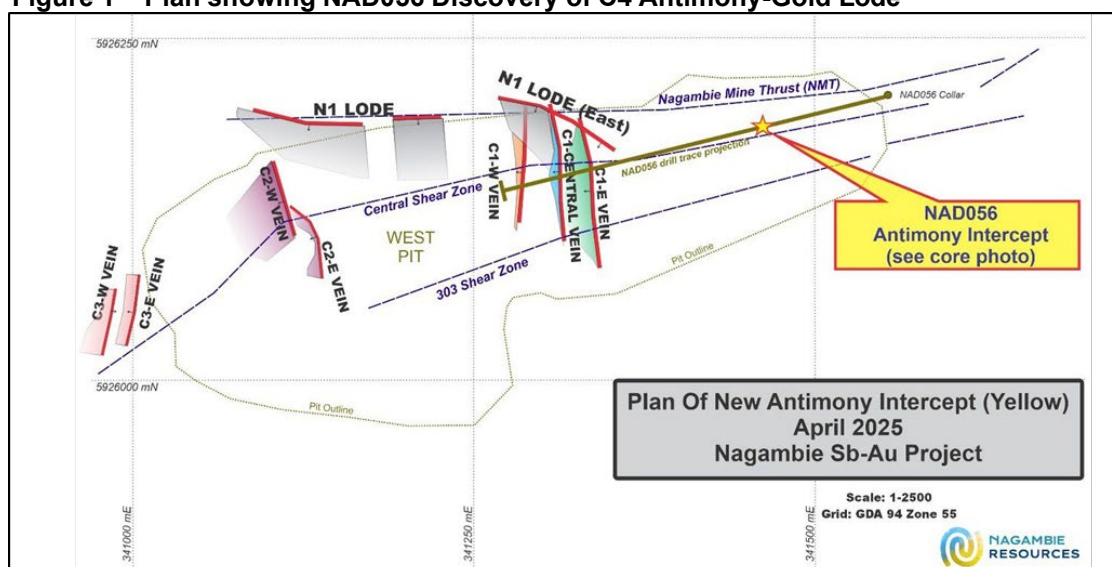 Figure 1 – Plan showing NAD056 Discovery of C4 Antimony-Gold Lode
5926250 mN
N1 LODE
N1 LODE (East)
Nagambie Mine Thrust (NMT)
NAD056 Collar
NAD056 drill trace projection
C1-W VEIN
C1-CENTRAL VEIN
C1-E VEIN
C2-W VEIN
Central Shear Zone
C2-E VEIN
WEST
PIT
303 Shear Zone
Pit Outline
NAD056
Antimony Intercept
(see core photo)
C3-W VEIN
C3-E VEIN
5926000 mN
Pit Outline
Plan Of New Antimony Intercept (Yellow)
April 2025
Nagambie Sb-Au Project
Scale: 1-2500
Grid: GDA 94 Zone 55
341000 mE
341250 mE
341500 mE
NAGAMBIE
RESOURCES